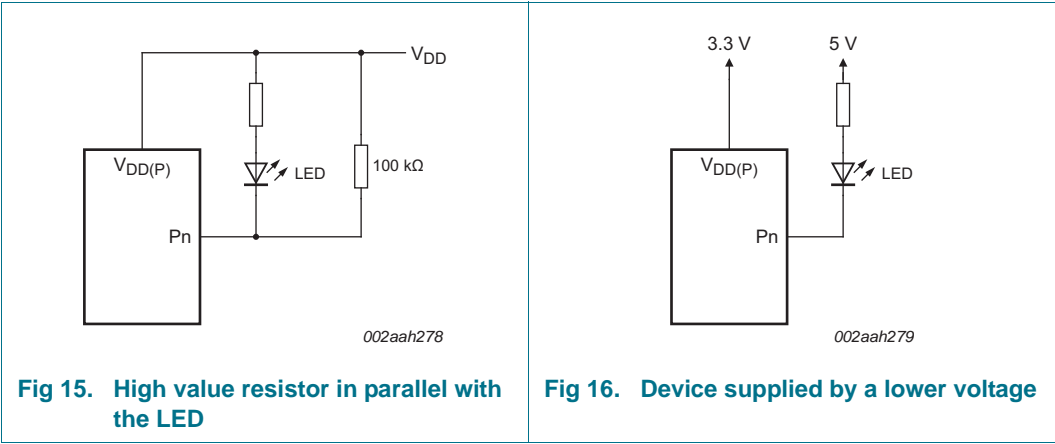 VDD
VDD(P)
LED
100 kΩ
Pn
002aah278
Fig 15. High value resistor in parallel with
the LED
3.3 V
5 V
VDD(P)
LED
Pn
002aah279
Fig 16. Device supplied by a lower voltage